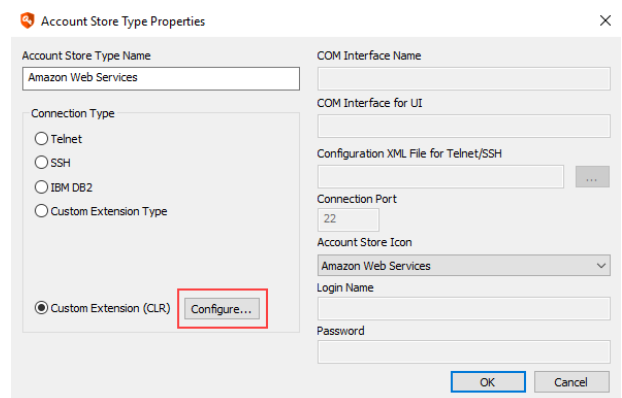 Account Store Type Properties
Account Store Type Name
Amazon Web Services
Connection Type
Telnet
SSH
IBM DB2
Custom Extension Type
Custom Extension (CLR)
Configure...
COM Interface Name
COM Interface for UI
Configuration XML File for Telnet/SSH
...
Connection Port
22
Account Store Icon
Amazon Web Services
Login Name
Password
OK
Cancel